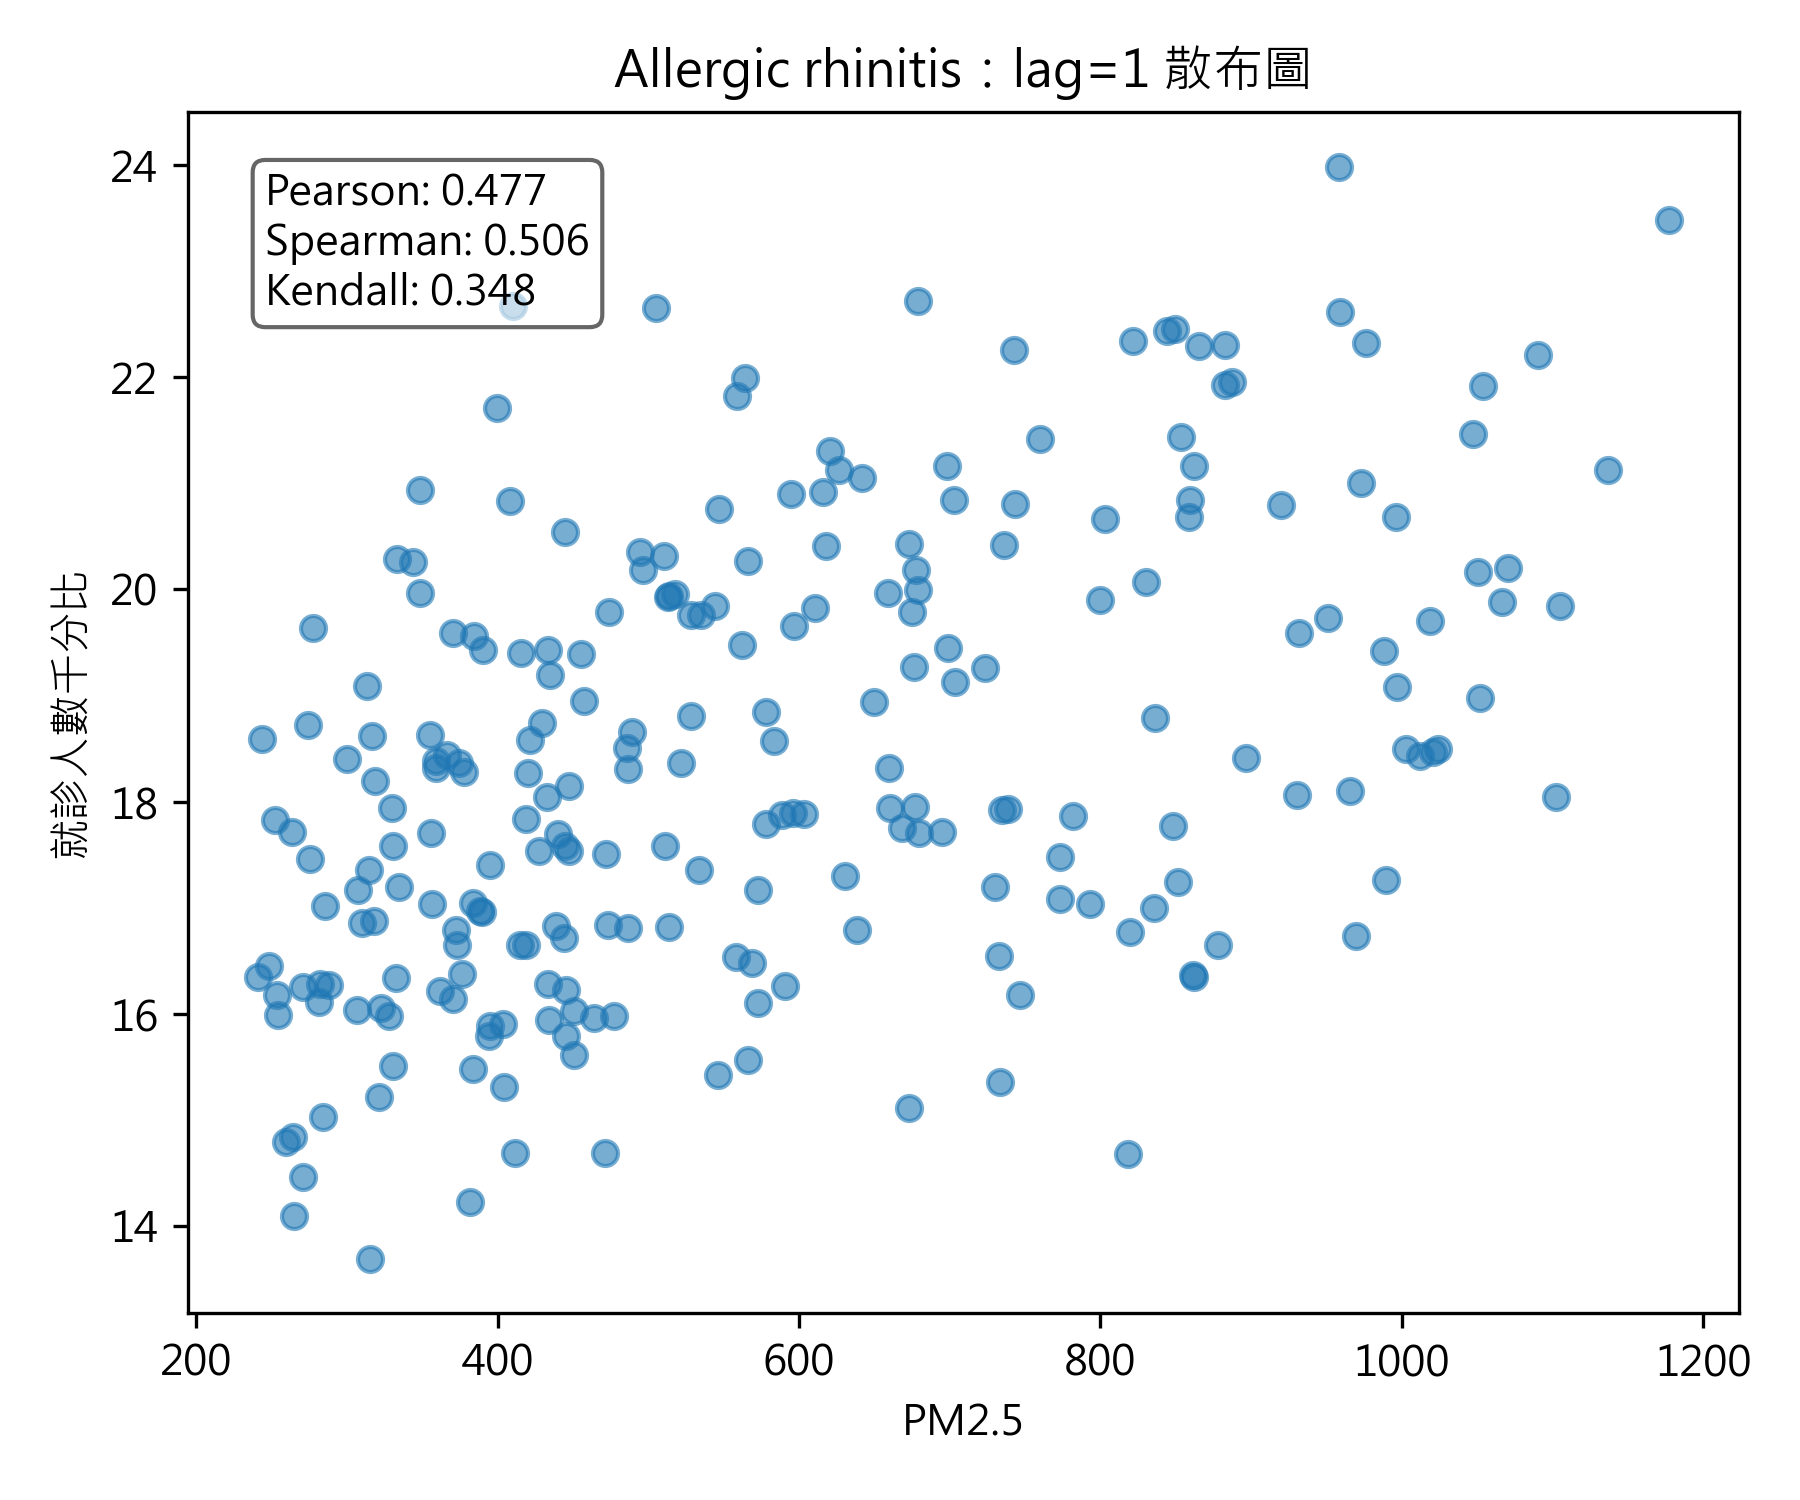 Allergic rhinitis：lag=1 散布圖
Pearson: 0.477
Spearman: 0.506
Kendall: 0.348
24
22
20
18
16
14
就診人數千分比
200 400 600 800 1000 1200
PM2.5